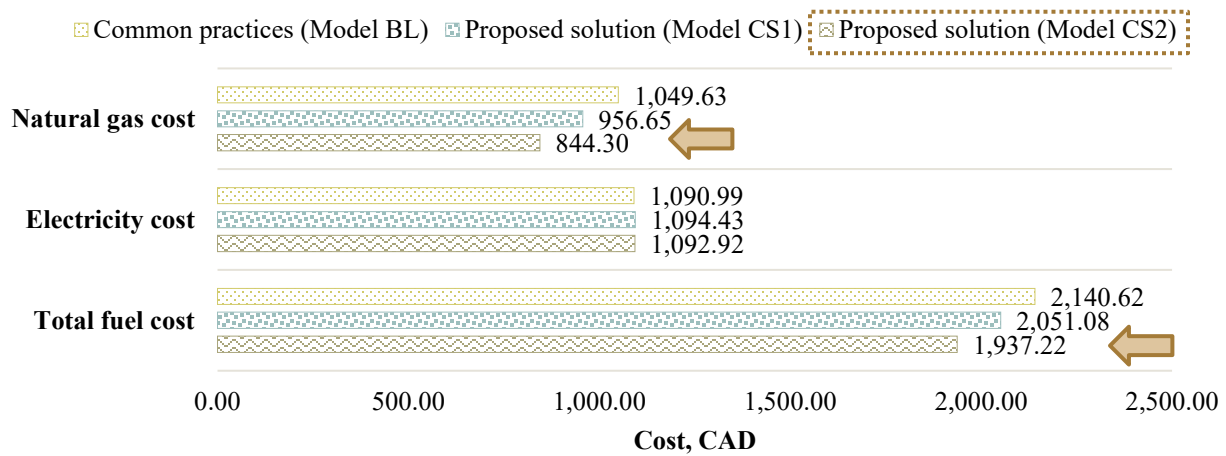 Common practices (Model BL) Proposed solution (Model CS1) Proposed solution (Model CS2)
Natural gas cost
1,049.63
956.65
844.30
Electricity cost
1,090.99
1,094.43
1,092.92
Total fuel cost
2,140.62
2,051.08
1,937.22
0.00 500.00 1,000.00 1,500.00 2,000.00 2,500.00
Cost, CAD